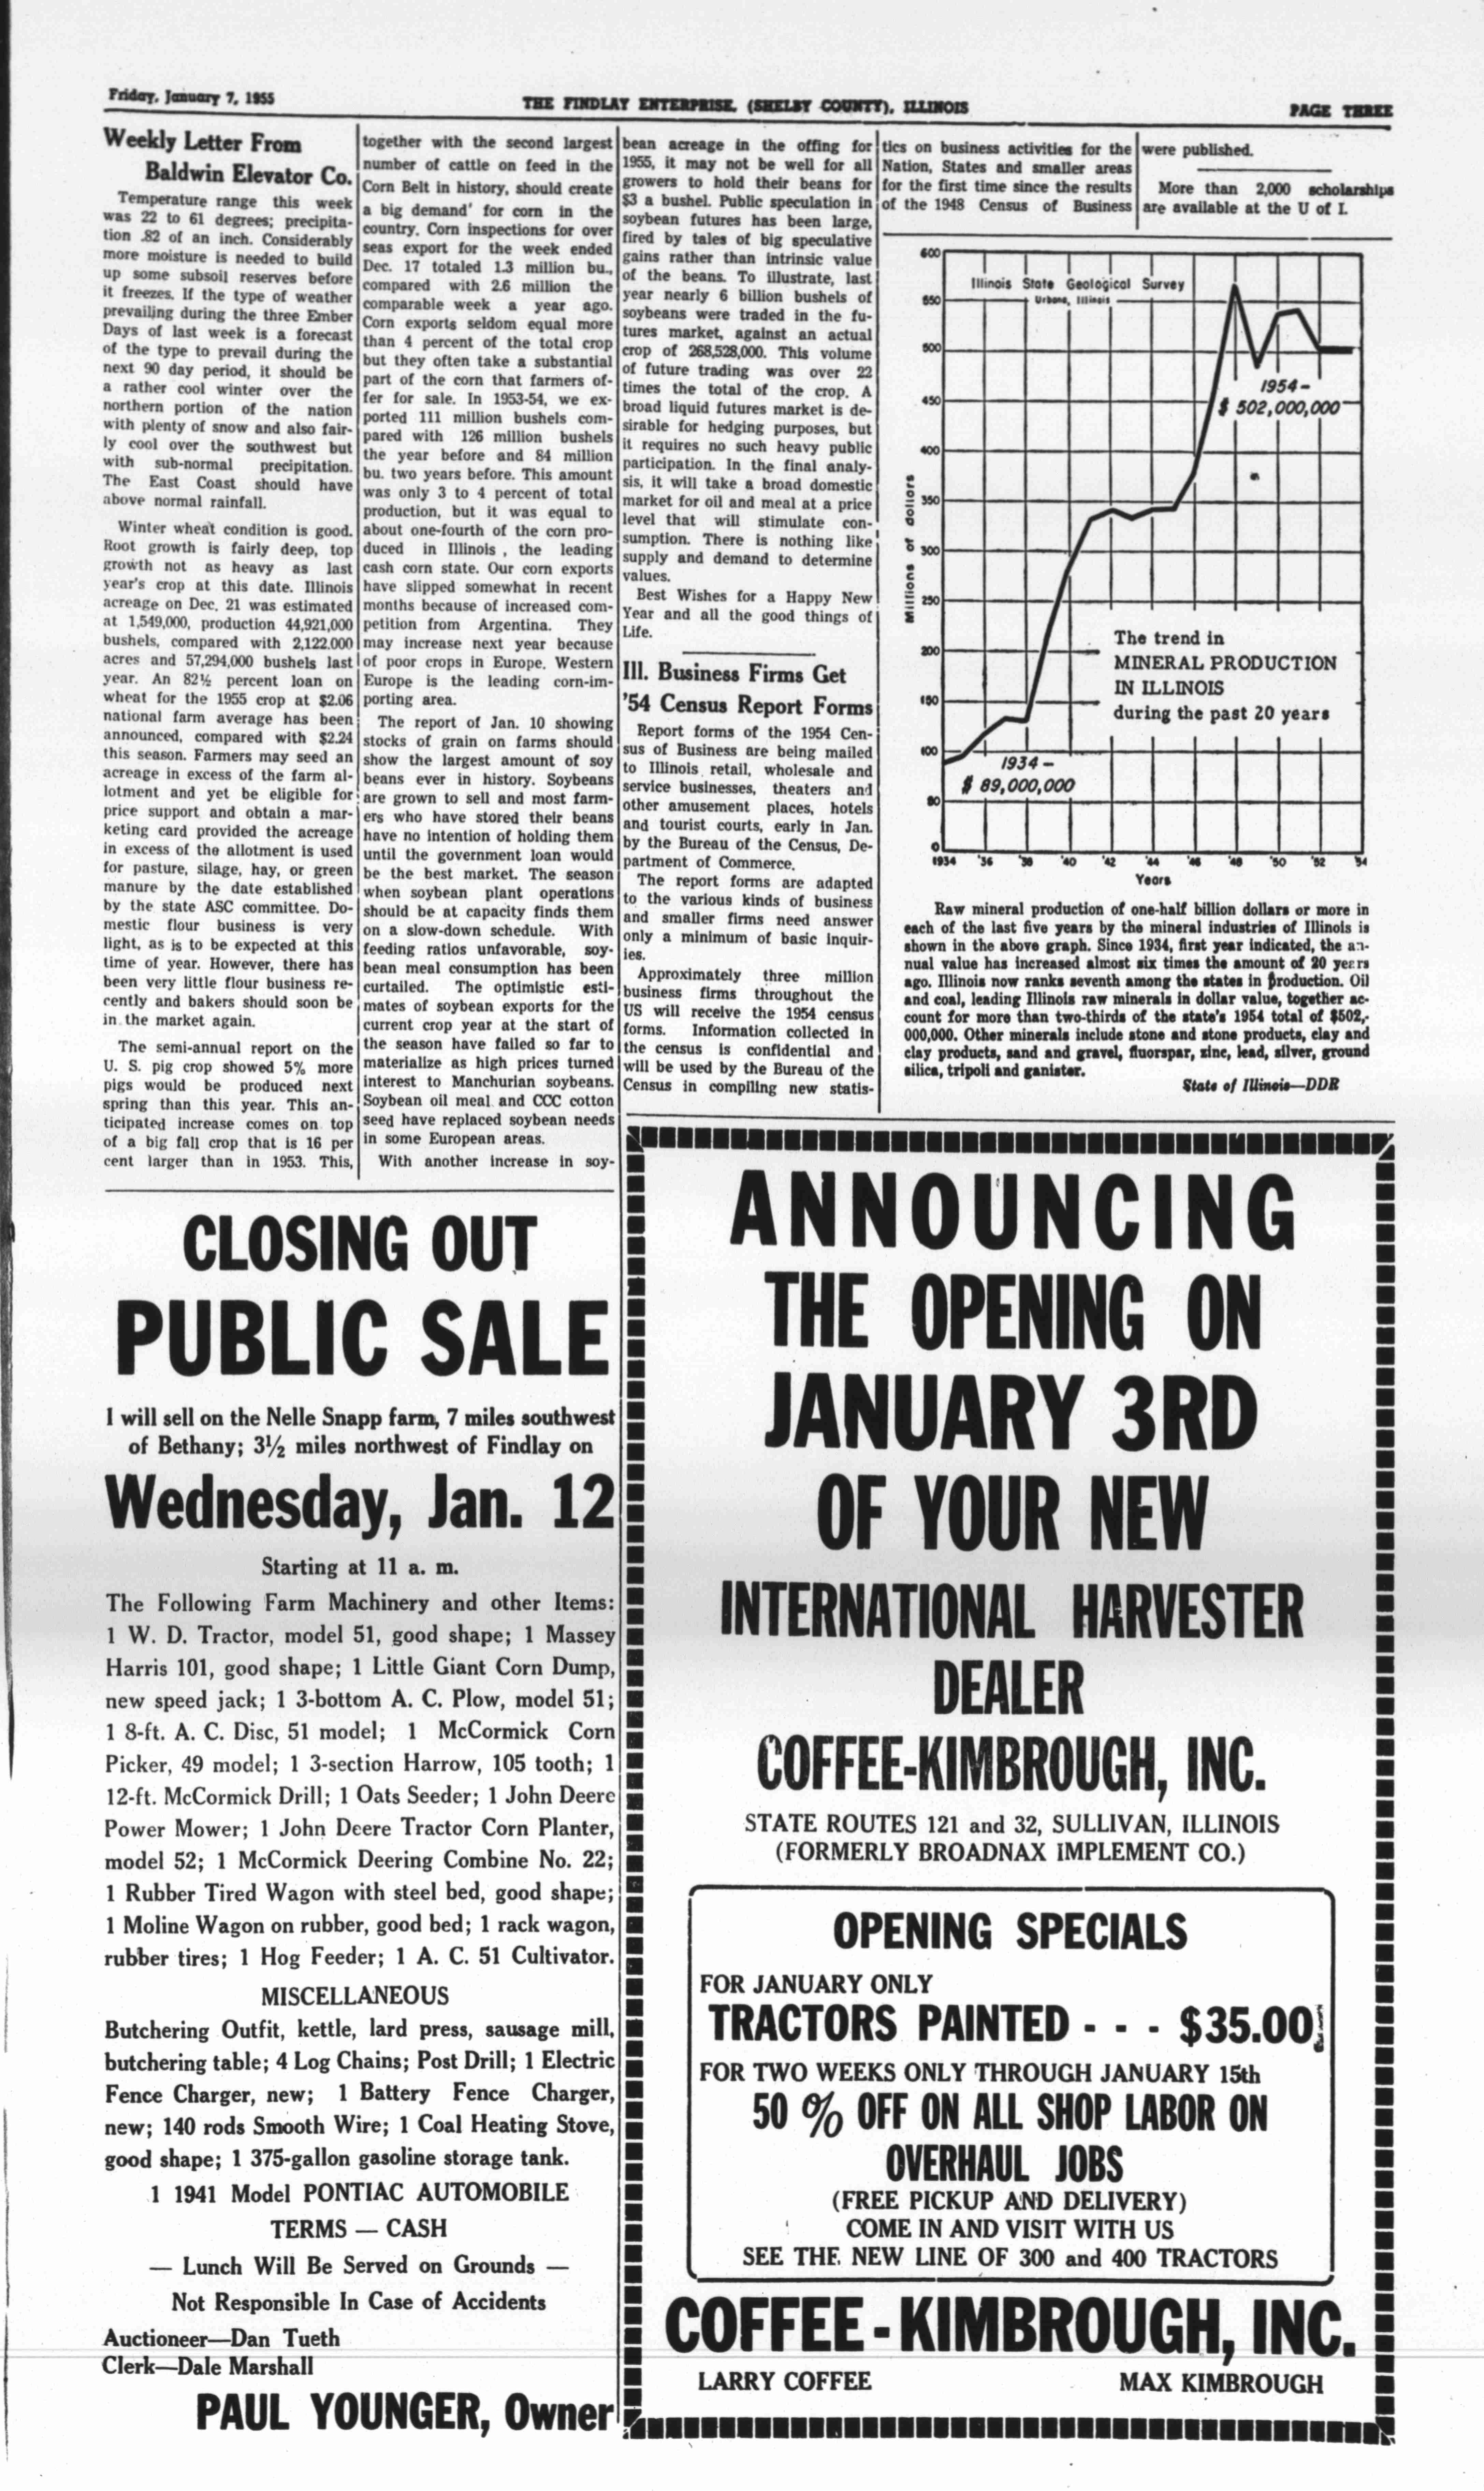 Friday, January 7, 1955
THE FINDLAY ENTERPRISE, (SHELBY COUNTY), ILLINOIS
PAGE THREE
Weekly Letter From
Baldwin Elevator Co.
Temperature range this week
was 22 to 61 degrees; precipita-
tion .82 of an inch. Considerably
more moisture is needed to build
up some subsoil reserves before
it freezes. If the type of weather
prevailing during the three Ember
Days of last week is a forecast
of the type to prevail during the
next 90 day period, it should be
a rather cool winter over the
northern portion of the nation
with plenty of snow and also fair-
ly cool over the southwest but
with sub-normal precipitation.
The East Coast should have
above normal rainfall.
Winter wheat condition is good.
Root growth is fairly deep, top
growth not as heavy as last
year's crop at this date. Illinois
acreage on Dec. 21 was estimated
at 1,549,000, production 44,921,000
bushels, compared with 2,122.000
acres and 57,294,000 bushels last
year. An 82½ percent loan on
wheat for the 1955 crop at $2.06
national farm average has been
announced, compared with $2.24
this season. Farmers may seed an
acreage in excess of the farm al-
lotment and yet be eligible for
price support and obtain a mar-
keting card provided the acreage
in excess of the allotment is used
for pasture, silage, hay, or green
manure by the date established
by the state ASC committee. Do-
mestic flour business is very
light, as is to be expected at this
time of year. However, there has
been very little flour business re-
cently and bakers should soon be
in the market again.
The semi-annual report on the
U. S. pig crop showed 5% more
pigs would be produced next
spring than this year. This an-
ticipated increase comes on top
of a big fall crop that is 16 per
cent larger than in 1953. This,
together with the second largest
number of cattle on feed in the
Corn Belt in history, should create
a big demand' for corn in the
country. Corn inspections for over
seas export for the week ended
Dec. 17 totaled 1.3 million bu.,
compared with 2.6 million the
comparable week a year ago.
Corn exports seldom equal more
than 4 percent of the total crop
but they often take a substantial
part of the corn that farmers of-
fer for sale. In 1953-54, we ex-
ported 111 million bushels com-
pared with 126 million bushels
the year before and 84 million
bu. two years before. This amount
was only 3 to 4 percent of total
production, but it was equal to
about one-fourth of the corn pro-
duced in Illinois , the leading
cash corn state. Our corn exports
have slipped somewhat in recent
months because of increased com-
petition from Argentina. They
may increase next year because
of poor crops in Europe. Western
Europe is the leading corn-im-
porting area.
The report of Jan. 10 showing
stocks of grain on farms should
show the largest amount of soy
beans ever in history. Soybeans
are grown to sell and most farm-
ers who have stored their beans
have no intention of holding them
until the government loan would
be the best market. The season
when soybean plant operations
should be at capacity finds them
on a slow-down schedule. With
feeding ratios unfavorable, soy-
bean meal consumption has been
curtailed. The optimistic esti-
mates of soybean exports for the
current crop year at the start of
the season have failed so far to
materialize as high prices turned
interest to Manchurian soybeans.
Soybean oil meal and CCC cotton
seed have replaced soybean needs
in some European areas.
With another increase in soy-
bean acreage in the offing for
1955, it may not be well for all
growers to hold their beans for
$3 a bushel. Public speculation in
soybean futures has been large,
fired by tales of big speculative
gains rather than intrinsic value
of the beans. To illustrate, last
year nearly 6 billion bushels of
soybeans were traded in the fu-
tures market, against an actual
crop of 268,528,000. This volume
of future trading was over 22
times the total of the crop. A
broad liquid futures market is de-
sirable for hedging purposes, but
it requires no such heavy public
participation. In the final analy-
sis, it will take a broad domestic
market for oil and meal at a price
level that will stimulate con-
sumption. There is nothing like
supply and demand to determine
values.
Best Wishes for a Happy New
Year and all the good things of
Life.
Ill. Business Firms Get
'54 Census Report Forms
Report forms of the 1954 Cen-
sus of Business are being mailed
to Illinois retail, wholesale and
service businesses, theaters and
other amusement places, hotels
and tourist courts, early in Jan.
by the Bureau of the Census, De-
partment of Commerce.
The report forms are adapted
to the various kinds of business
and smaller firms need answer
only a minimum of basic inquir-
ies.
Approximately three million
business firms throughout the
US will receive the 1954 census
forms. Information collected in
the census is confidential and
will be used by the Bureau of the
Census in compiling new statis-
tics on business activities for the
Nation, States and smaller areas
for the first time since the results
of the 1948 Census of Business
were published.
More than 2,000 scholarships
are available at the U of I.
600
550
500
450
400
350
300
250
200
150
100
50
0
Millions of dollars
Illinois State Geological Survey
Urbana, Illinois
1954-
$ 502,000,000
The trend in
MINERAL PRODUCTION
IN ILLINOIS
during the past 20 years
1934-
$ 89,000,000
1934 '36 '38 '40 '42 '44 '46 '48 '50 '52 '54
Years
Raw mineral production of one-half billion dollars or more in
each of the last five years by the mineral industries of Illinois is
shown in the above graph. Since 1934, first year indicated, the an-
nual value has increased almost six times the amount of 20 years
ago. Illinois now ranks seventh among the states in production. Oil
and coal, leading Illinois raw minerals in dollar value, together ac-
count for more than two-thirds of the state's 1954 total of $502,-
000,000. Other minerals include stone and stone products, clay and
clay products, sand and gravel, fluorspar, zinc, lead, silver, ground
silica, tripoli and ganister.
State of Illinois—DDR
CLOSING OUT
PUBLIC SALE
I will sell on the Nelle Snapp farm, 7 miles southwest
of Bethany; 3½ miles northwest of Findlay on
Wednesday, Jan. 12
Starting at 11 a. m.
The Following Farm Machinery and other Items:
1 W. D. Tractor, model 51, good shape; 1 Massey
Harris 101, good shape; 1 Little Giant Corn Dump,
new speed jack; 1 3-bottom A. C. Plow, model 51;
1 8-ft. A. C. Disc, 51 model; 1 McCormick Corn
Picker, 49 model; 1 3-section Harrow, 105 tooth; 1
12-ft. McCormick Drill; 1 Oats Seeder; 1 John Deere
Power Mower; 1 John Deere Tractor Corn Planter,
model 52; 1 McCormick Deering Combine No. 22;
1 Rubber Tired Wagon with steel bed, good shape;
1 Moline Wagon on rubber, good bed; 1 rack wagon,
rubber tires; 1 Hog Feeder; 1 A. C. 51 Cultivator.
MISCELLANEOUS
Butchering Outfit, kettle, lard press, sausage mill,
butchering table; 4 Log Chains; Post Drill; 1 Electric
Fence Charger, new; 1 Battery Fence Charger,
new; 140 rods Smooth Wire; 1 Coal Heating Stove,
good shape; 1 375-gallon gasoline storage tank.
1 1941 Model PONTIAC AUTOMOBILE
TERMS — CASH
— Lunch Will Be Served on Grounds —
Not Responsible In Case of Accidents
Auctioneer—Dan Tueth
Clerk—Dale Marshall
PAUL YOUNGER, Owner
ANNOUNCING
THE OPENING ON
JANUARY 3RD
OF YOUR NEW
INTERNATIONAL HARVESTER
DEALER
COFFEE-KIMBROUGH, INC.
STATE ROUTES 121 and 32, SULLIVAN, ILLINOIS
(FORMERLY BROADNAX IMPLEMENT CO.)
OPENING SPECIALS
FOR JANUARY ONLY
TRACTORS PAINTED - - - $35.00
FOR TWO WEEKS ONLY THROUGH JANUARY 15th
50 % OFF ON ALL SHOP LABOR ON
OVERHAUL JOBS
(FREE PICKUP AND DELIVERY)
COME IN AND VISIT WITH US
SEE THE NEW LINE OF 300 and 400 TRACTORS
COFFEE-KIMBROUGH, INC.
LARRY COFFEE
MAX KIMBROUGH